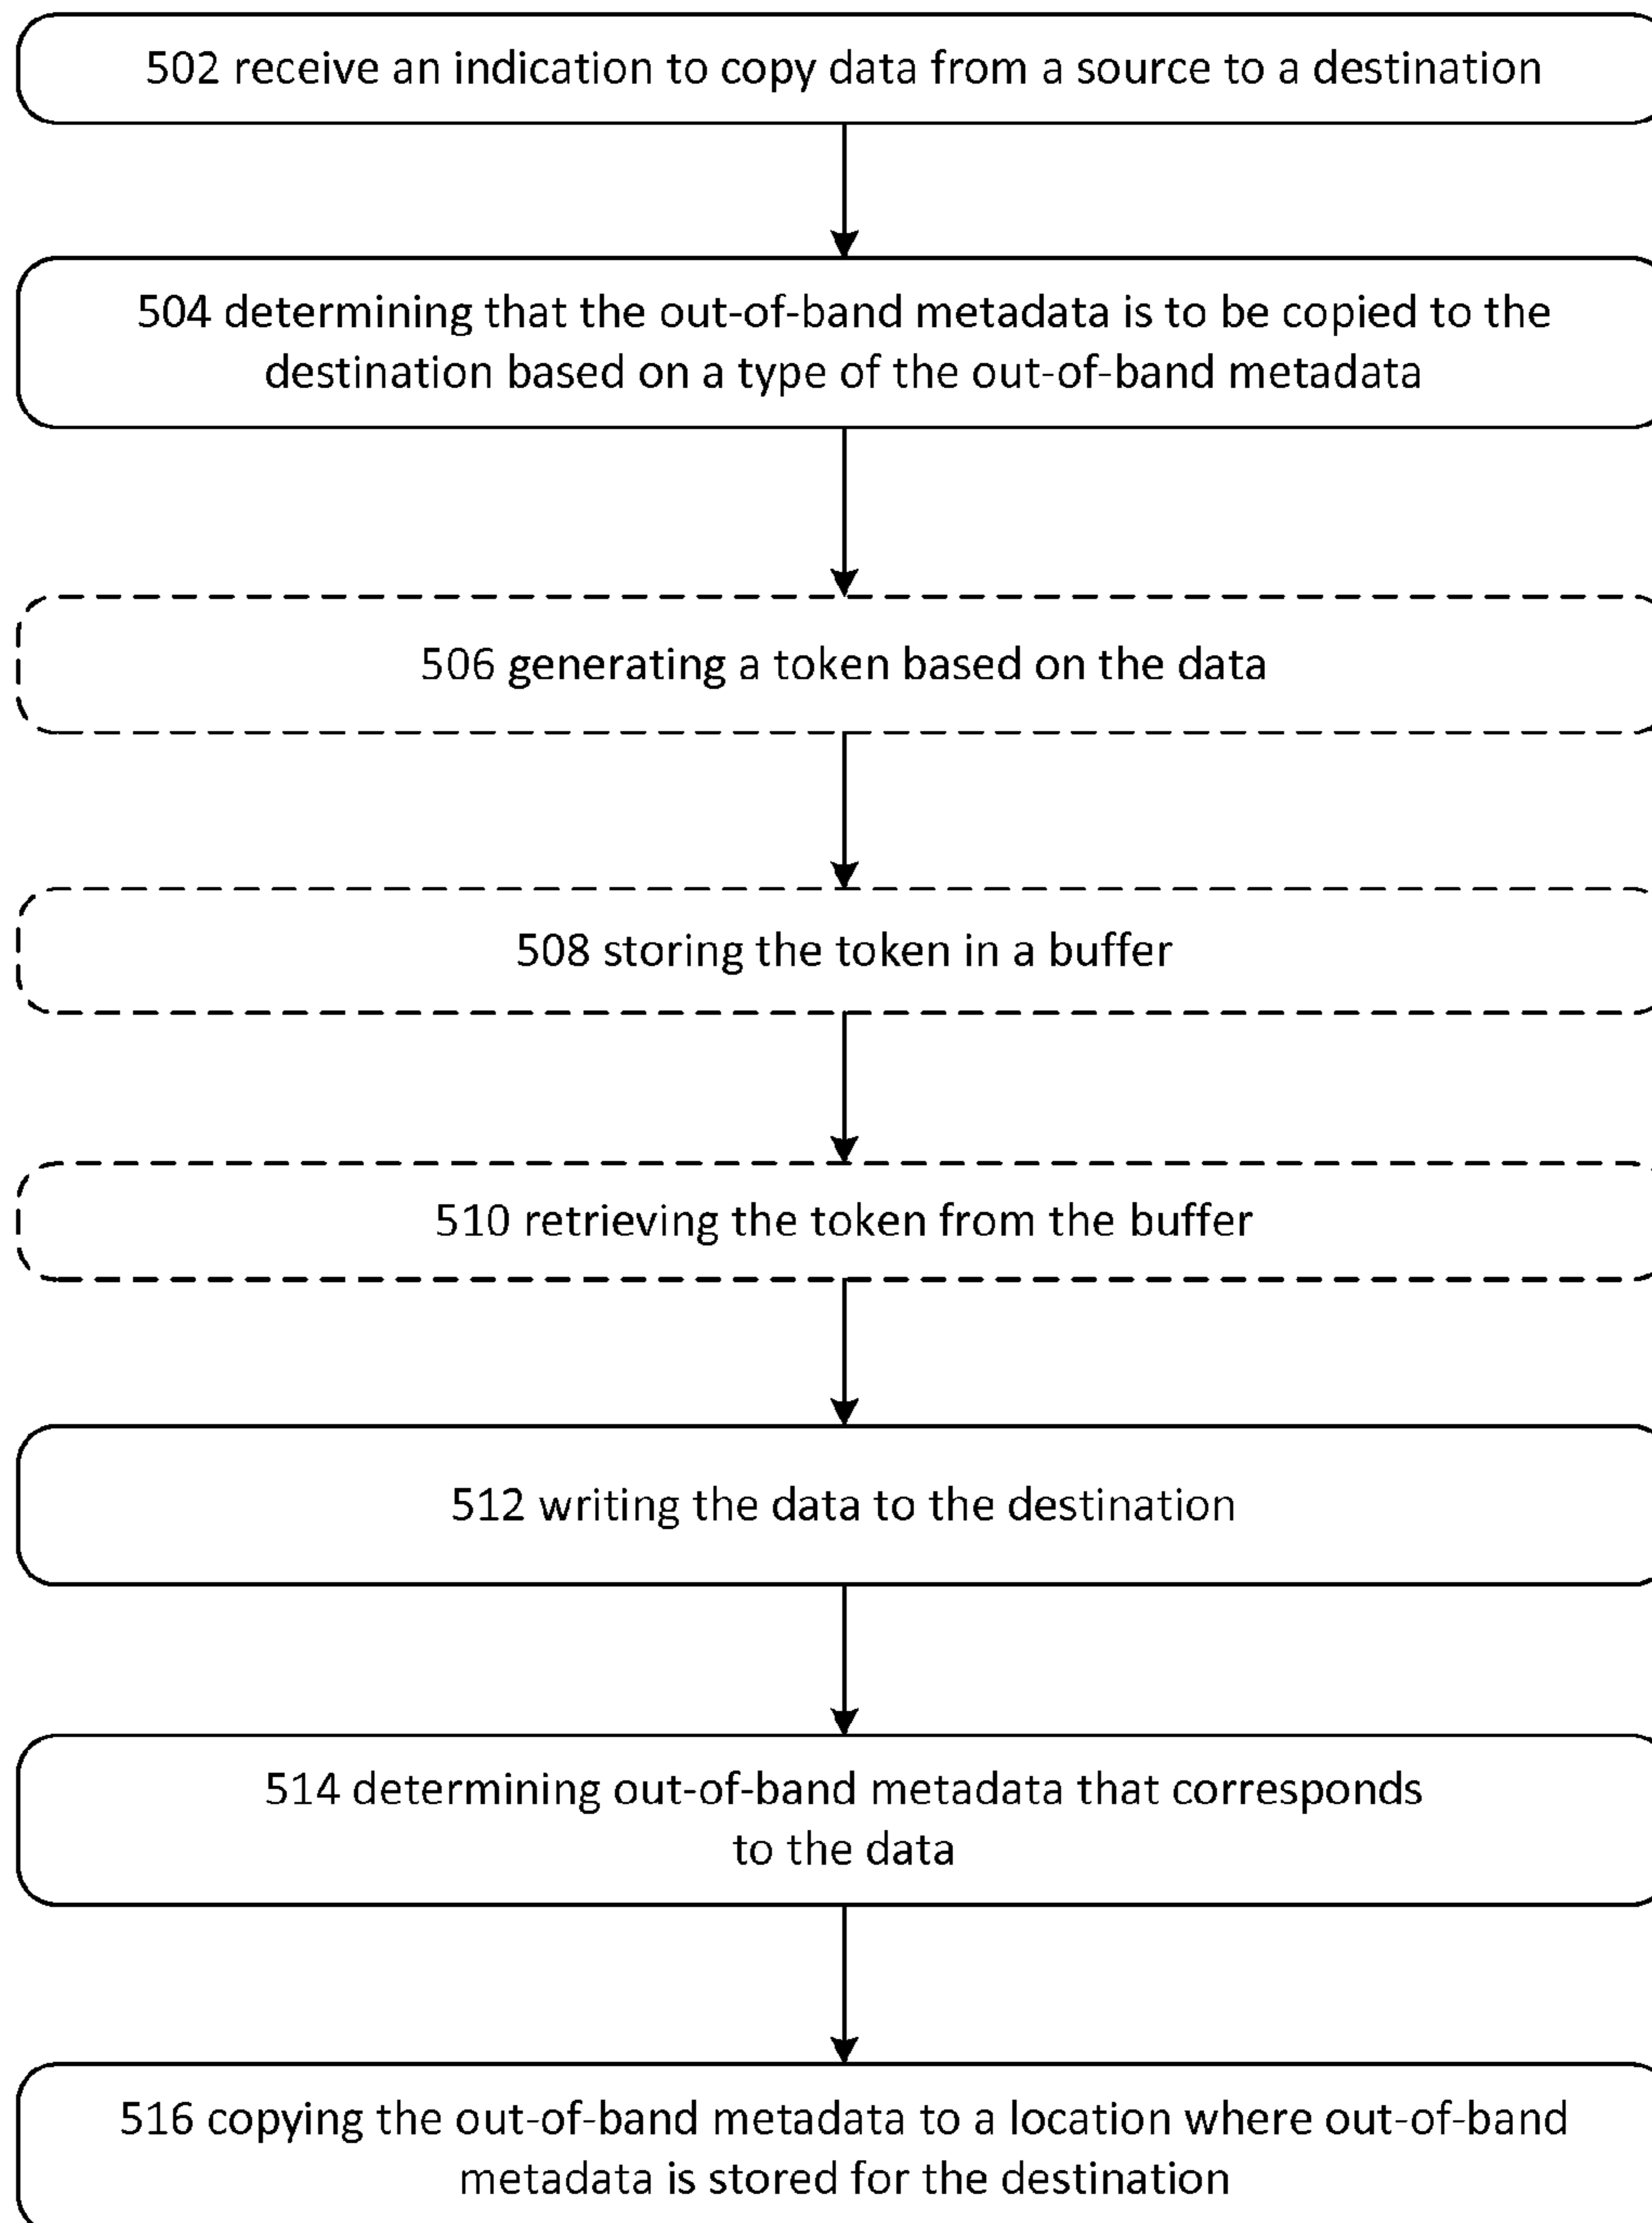 502 receive an indication to copy data from a source to a destination
504 determining that the out-of-band metadata is to be copied to the
destination based on a type of the out-of-band metadata
506 generating a token based on the data
508 storing the token in a buffer
510 retrieving the token from the buffer
512 writing the data to the destination
514 determining out-of-band metadata that corresponds
to the data
516 copying the out-of-band metadata to a location where out-of-band
metadata is stored for the destination